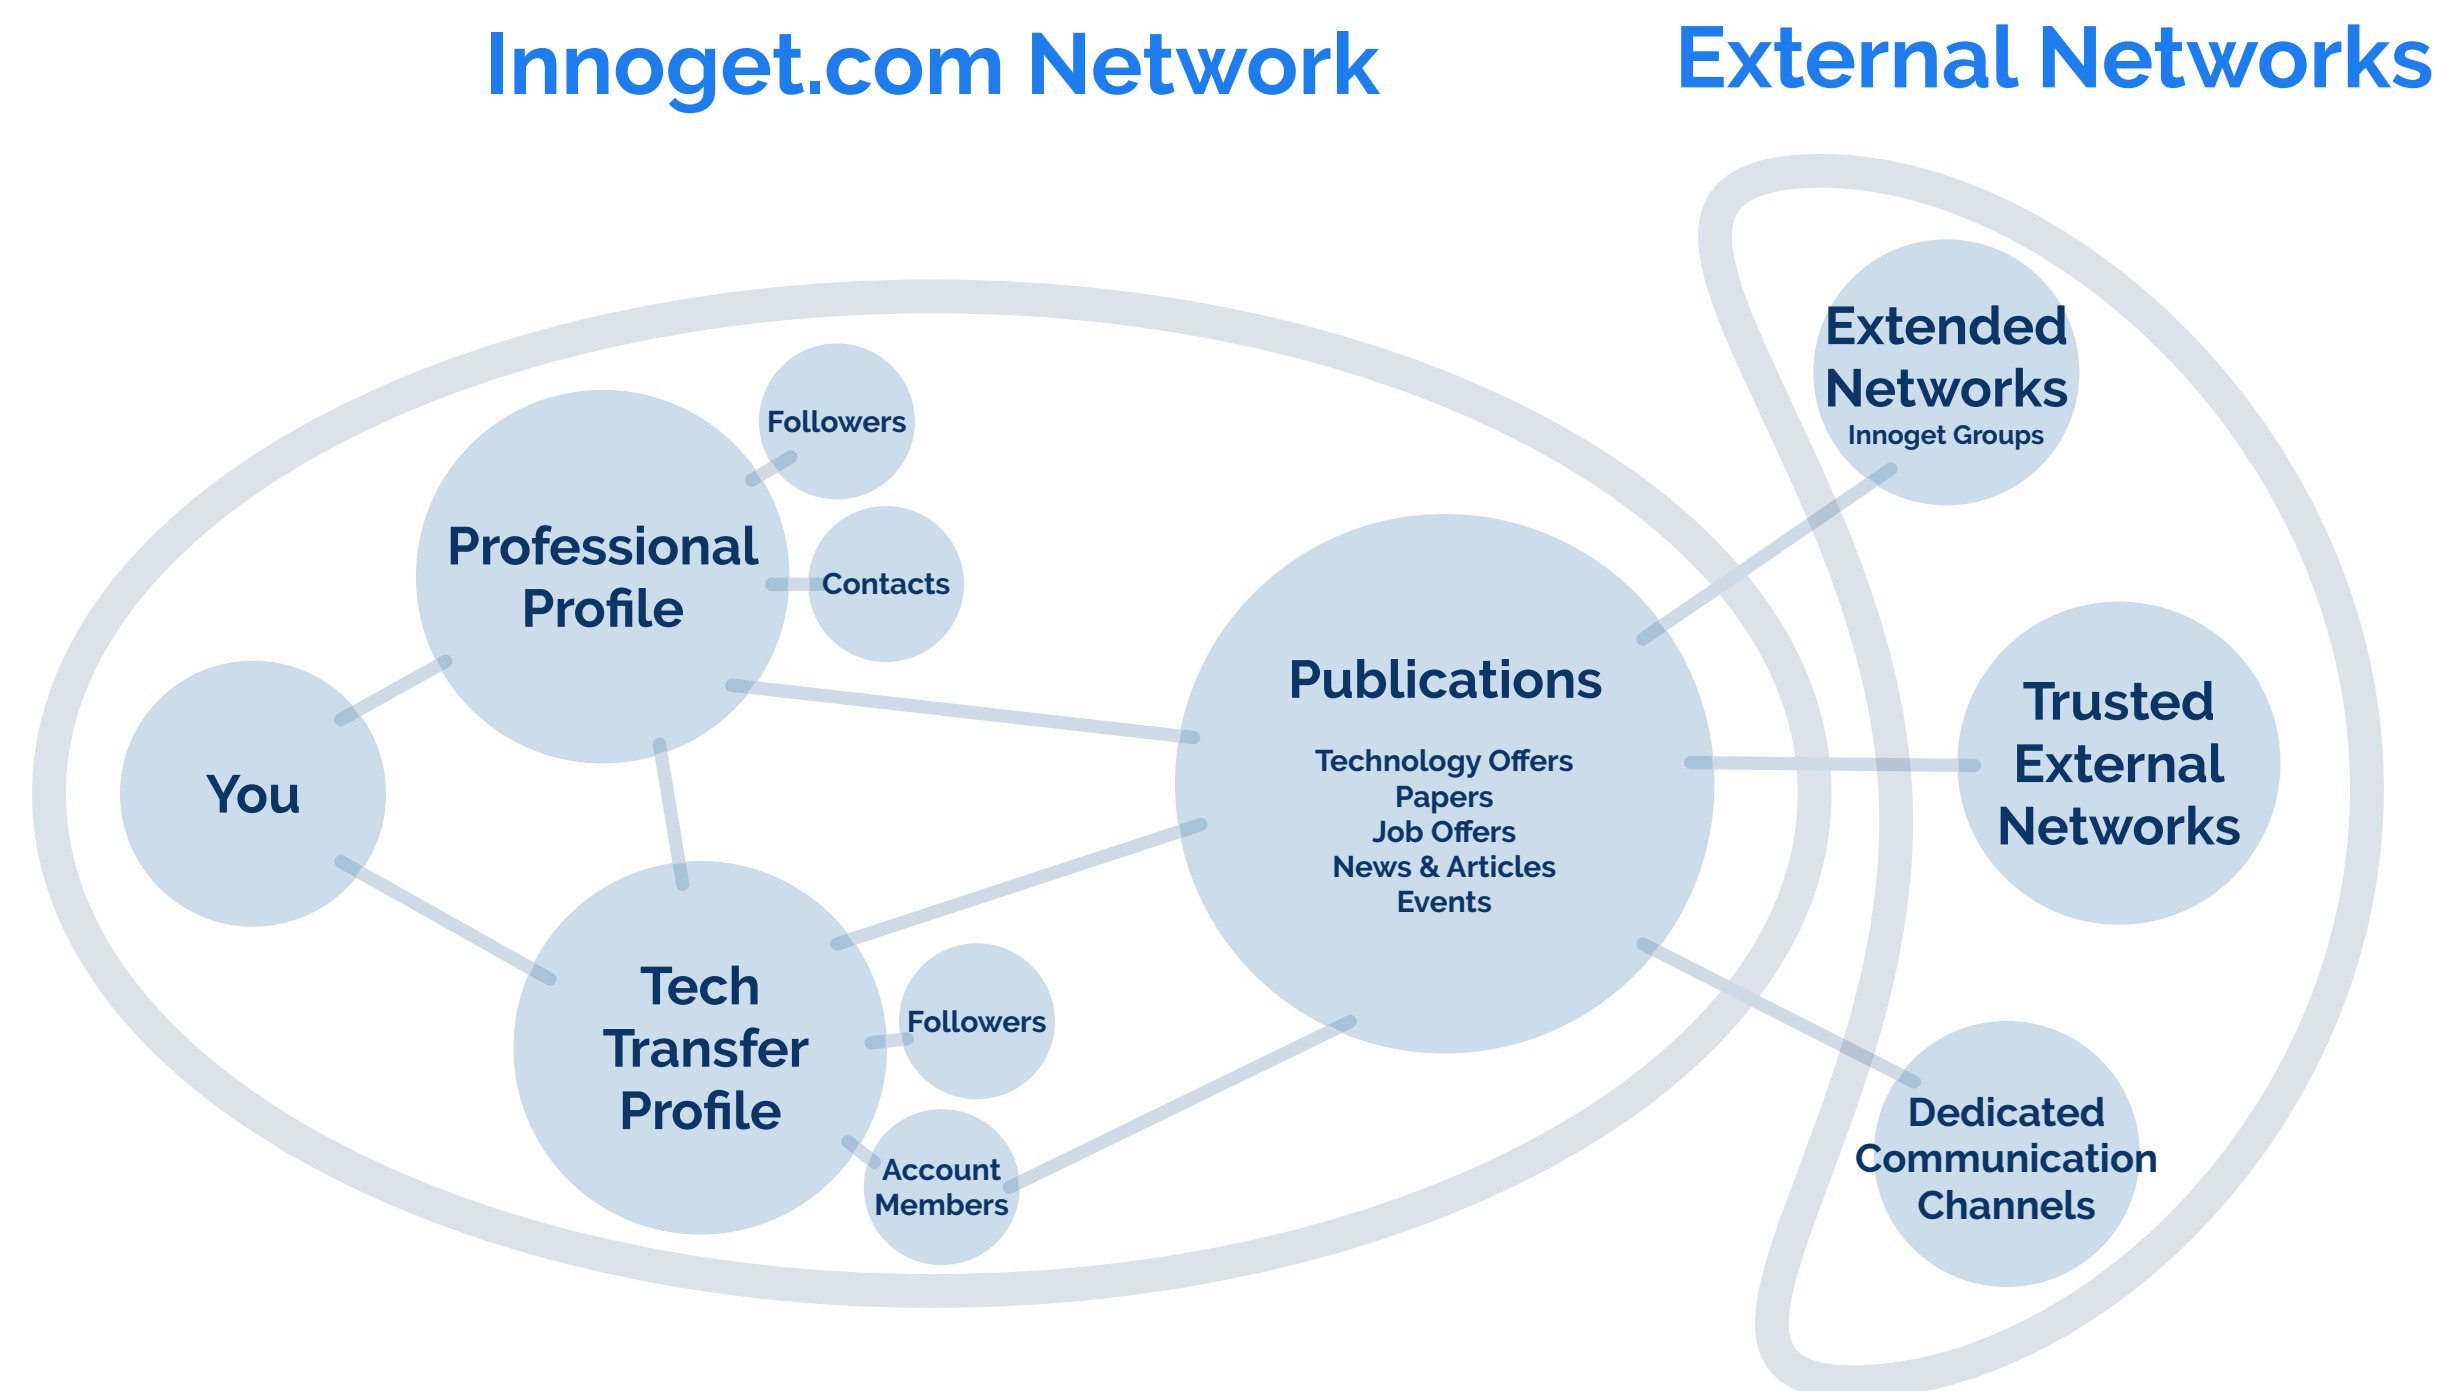 Innoget.com Network
External Networks
Followers
Professional
Profile
Contacts
You
Tech
Transfer
Profile
Followers
Account
Members
Publications
Technology Offers
Papers
Job Offers
News & Articles
Events
Extended
Networks
Innoget Groups
Trusted
External
Networks
Dedicated
Communication
Channels